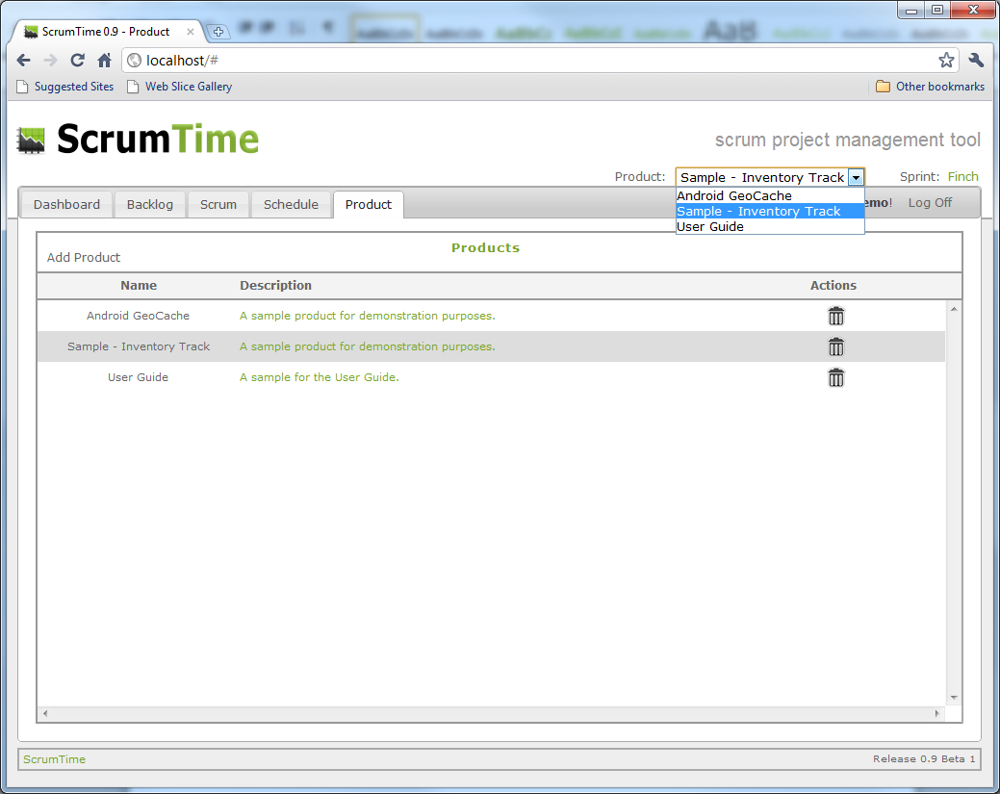 ScrumTime 0.9 - Product
localhost/#
Suggested Sites Web Slice Gallery Other bookmarks
ScrumTime
scrum project management tool
Product: Sample - Inventory Track Sprint: Finch
Android GeoCache
Sample - Inventory Track
User Guide
Dashboard Backlog Scrum Schedule Product emo! Log Off
Products
Add Product
Name Description Actions
Android GeoCache A sample product for demonstration purposes.
Sample - Inventory Track A sample product for demonstration purposes.
User Guide A sample for the User Guide.
ScrumTime Release 0.9 Beta 1